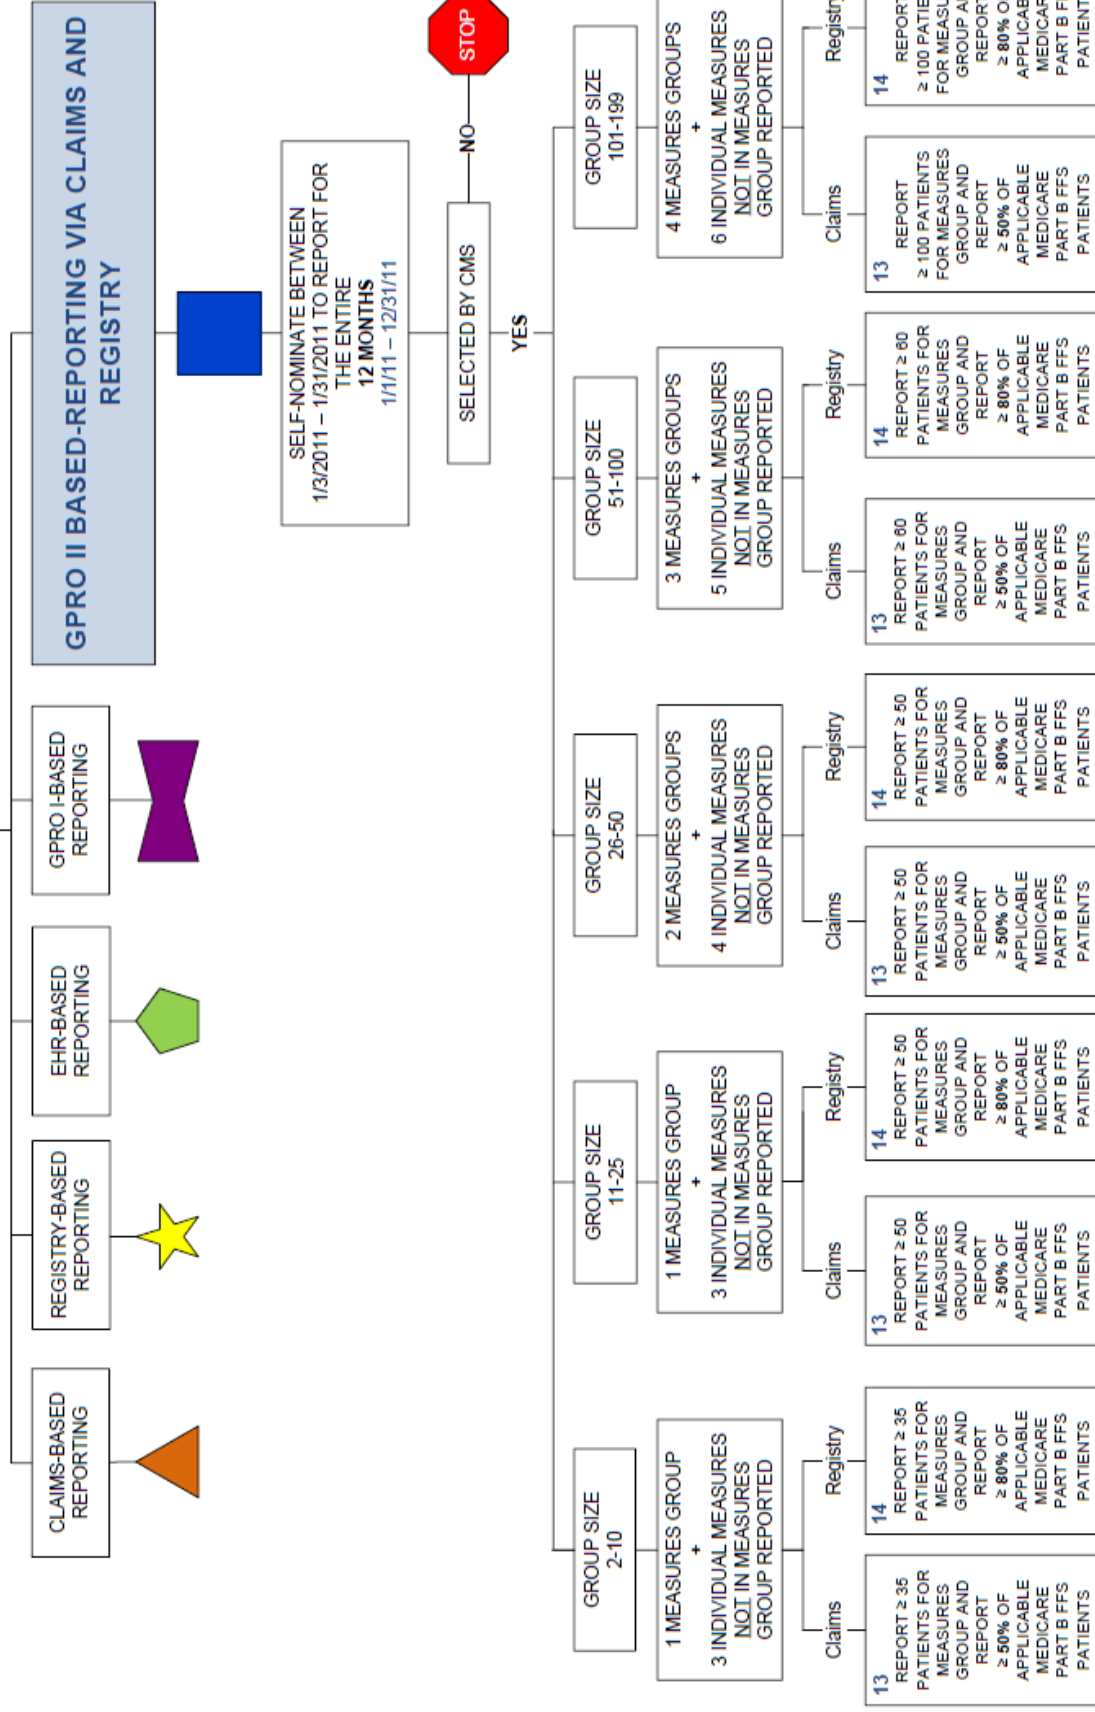 CLAIMS-BASED
REPORTING
REGISTRY-BASED
REPORTING
EHR-BASED
REPORTING
GPRO I-BASED
REPORTING
GPRO II BASED-REPORTING VIA CLAIMS AND
REGISTRY
SELF-NOMINATE BETWEEN
1/3/2011 – 1/31/2011 TO REPORT FOR
THE ENTIRE
12 MONTHS
1/1/11 – 12/31/11
SELECTED BY CMS
NO
STOP
YES
GROUP SIZE
2-10
1 MEASURES GROUP
+
3 INDIVIDUAL MEASURES
NOT IN MEASURES
GROUP REPORTED
Claims
Registry
13
REPORT ≥ 35
PATIENTS FOR
MEASURES
GROUP AND
REPORT
≥ 50% OF
APPLICABLE
MEDICARE
PART B FFS
PATIENTS
14
REPORT ≥ 35
PATIENTS FOR
MEASURES
GROUP AND
REPORT
≥ 80% OF
APPLICABLE
MEDICARE
PART B FFS
PATIENTS
GROUP SIZE
11-25
1 MEASURES GROUP
+
3 INDIVIDUAL MEASURES
NOT IN MEASURES
GROUP REPORTED
Claims
Registry
13
REPORT ≥ 50
PATIENTS FOR
MEASURES
GROUP AND
REPORT
≥ 50% OF
APPLICABLE
MEDICARE
PART B FFS
PATIENTS
14
REPORT ≥ 50
PATIENTS FOR
MEASURES
GROUP AND
REPORT
≥ 80% OF
APPLICABLE
MEDICARE
PART B FFS
PATIENTS
GROUP SIZE
26-50
2 MEASURES GROUPS
+
4 INDIVIDUAL MEASURES
NOT IN MEASURES
GROUP REPORTED
Claims
Registry
13
REPORT ≥ 50
PATIENTS FOR
MEASURES
GROUP AND
REPORT
≥ 50% OF
APPLICABLE
MEDICARE
PART B FFS
PATIENTS
14
REPORT ≥ 50
PATIENTS FOR
MEASURES
GROUP AND
REPORT
≥ 80% OF
APPLICABLE
MEDICARE
PART B FFS
PATIENTS
GROUP SIZE
51-100
3 MEASURES GROUPS
+
5 INDIVIDUAL MEASURES
NOT IN MEASURES
GROUP REPORTED
Claims
Registry
13
REPORT ≥ 60
PATIENTS FOR
MEASURES
GROUP AND
REPORT
≥ 50% OF
APPLICABLE
MEDICARE
PART B FFS
PATIENTS
14
REPORT ≥ 60
PATIENTS FOR
MEASURES
GROUP AND
REPORT
≥ 80% OF
APPLICABLE
MEDICARE
PART B FFS
PATIENTS
GROUP SIZE
101-199
4 MEASURES GROUPS
+
6 INDIVIDUAL MEASURES
NOT IN MEASURES
GROUP REPORTED
Claims
Registry
13
REPORT
≥ 100 PATIENTS
FOR MEASURES
GROUP AND
REPORT
≥ 50% OF
APPLICABLE
MEDICARE
PART B FFS
PATIENTS
14
REPORT
≥ 100
FOR
GROUP
REPORT
≥ 80%
PART B